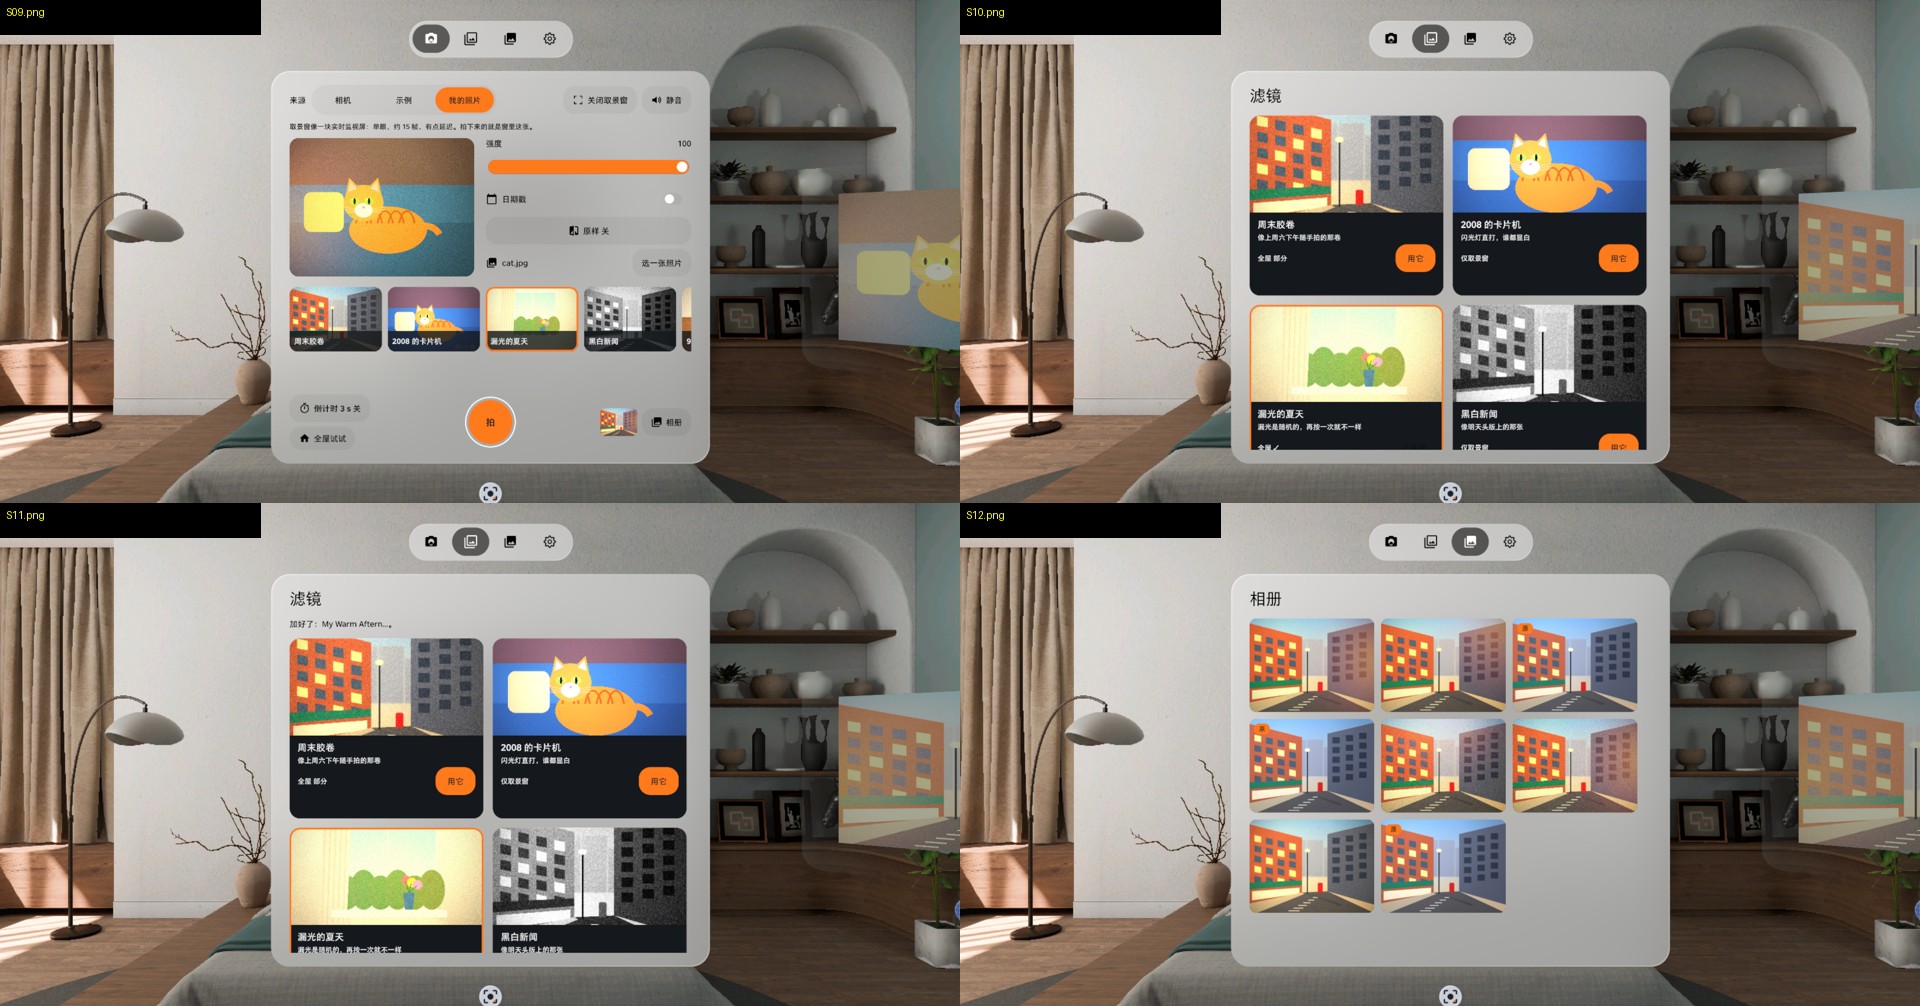 S09.png
来源
相机
示例
我的照片
关闭取景窗
静音
取景窗像一块实时监视屏：单眼，约 15 帧，有点延迟。拍下来的就是窗里这张。
强度
100
日期戳
原样 关
cat.jpg
选一张照片
周末胶卷
2008 的卡片机
漏光的夏天
黑白新闻
9
倒计时 3 s 关
全屋试试
拍
相册
S10.png
滤镜
周末胶卷
像上周六下午随手拍的那卷
全屋 部分
用它
2008 的卡片机
闪光灯直打，谁都显白
仅取景窗
用它
漏光的夏天
漏光是随机的，再按一次就不一样
全屋 ✓
黑白新闻
像明天头版上的那张
仅取景窗
用它
S11.png
滤镜
加好了：My Warm Aftern…。
周末胶卷
像上周六下午随手拍的那卷
全屋 部分
用它
2008 的卡片机
闪光灯直打，谁都显白
仅取景窗
用它
漏光的夏天
漏光是随机的，再按一次就不一样
黑白新闻
像明天头版上的那张
S12.png
相册